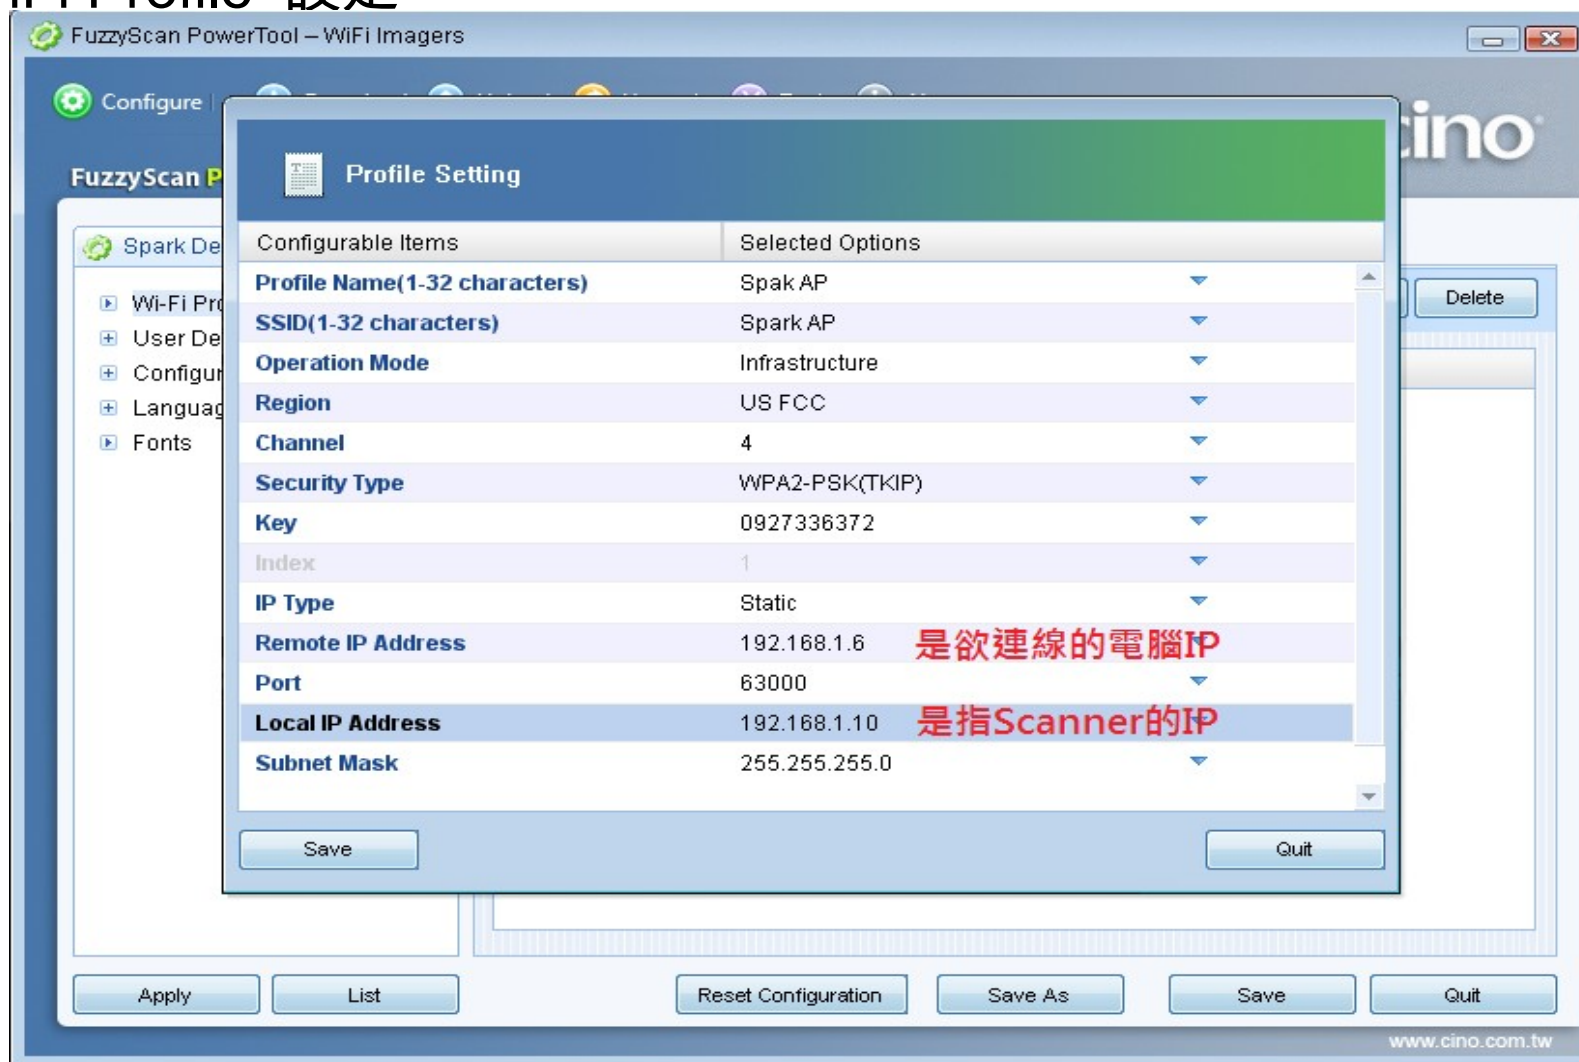 設定
FuzzyScan PowerTool – WiFi Imagers
Configure
cino
FuzzyScan P
Profile Setting
Spark De
Configurable Items Selected Options
Profile Name(1-32 characters) Spak AP
Wi-Fi Pro
Delete
SSID(1-32 characters) Spark AP
User De
Operation Mode Infrastructure
Configur
Region US FCC
Languag
Channel 4
Fonts
Security Type WPA2-PSK(TKIP)
Key 0927336372
Index 1
IP Type Static
Remote IP Address 192.168.1.6 是欲連線的電腦IP
Port 63000
Local IP Address 192.168.1.10 是指Scanner的IP
Subnet Mask 255.255.255.0
Save Quit
Apply List Reset Configuration Save As Save Quit
www.cino.com.tw